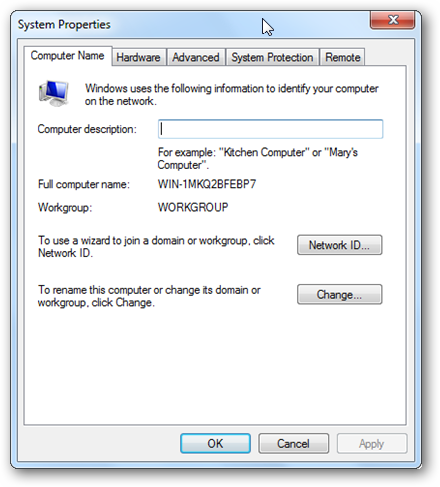 System Properties
Computer Name Hardware Advanced System Protection Remote
Windows uses the following information to identify your computer
on the network.
Computer description:
For example: "Kitchen Computer" or "Mary's
Computer".
Full computer name: WIN-1MKQ2BFEBP7
Workgroup: WORKGROUP
To use a wizard to join a domain or workgroup, click
Network ID.
Network ID...
To rename this computer or change its domain or
workgroup, click Change.
Change...
OK Cancel Apply